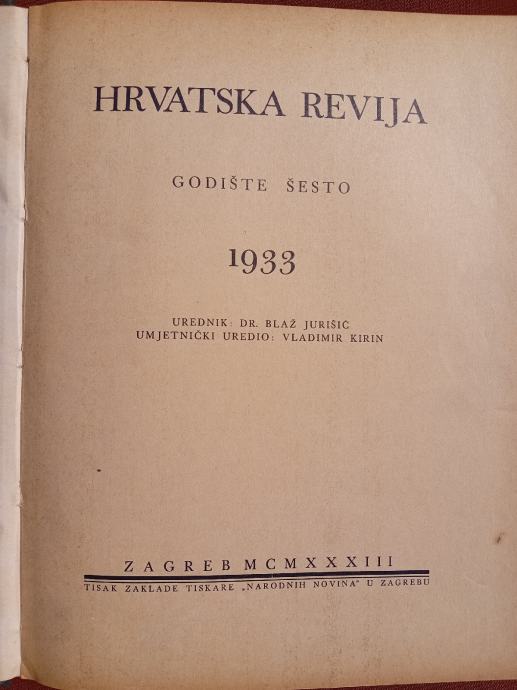 HRVATSKA REVIJA
GODIŠTE ŠESTO
1933
UREDNIK: DR. BLAŽ JURIŠIĆ
UMJETNIČKI UREDIO: VLADIMIR KIRIN
ZAGREB MCMXXXIII
TISAK ZAKLADE TISKARE „NARODNIH NOVINA" U ZAGREBU